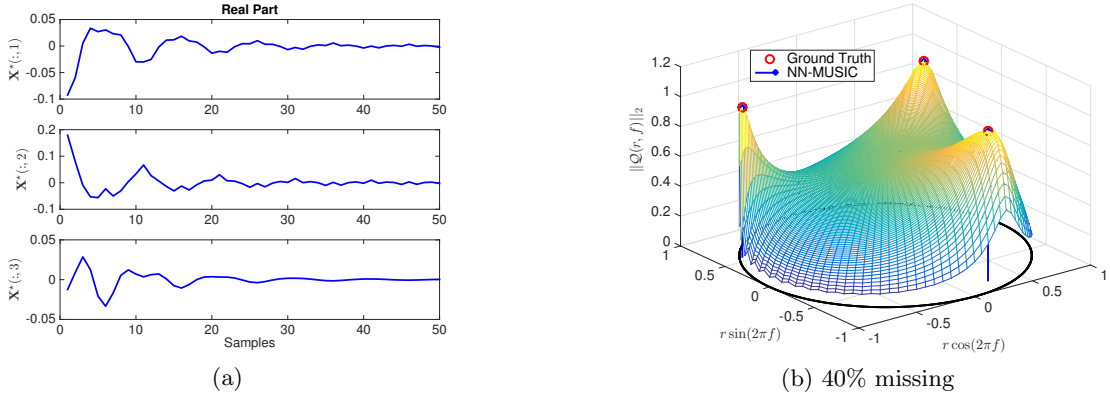 Real Part
0.05
0
-0.05
-0.1
X*(:, 1)
0 10 20 30 40 50
0.2
0.1
0
-0.1
X*(:, 2)
0 10 20 30 40 50
0.05
0
-0.05
X*(:, 3)
0 10 20 30 40 50
Samples
(a)
Ground Truth
NN-MUSIC
1.2
1
0.8
0.6
0.4
0.2
0
||Q(r, f)||₂
1
0.5
0
-0.5
-1
r sin(2πf)
-1
-0.5
0
0.5
1
r cos(2πf)
(b) 40% missing